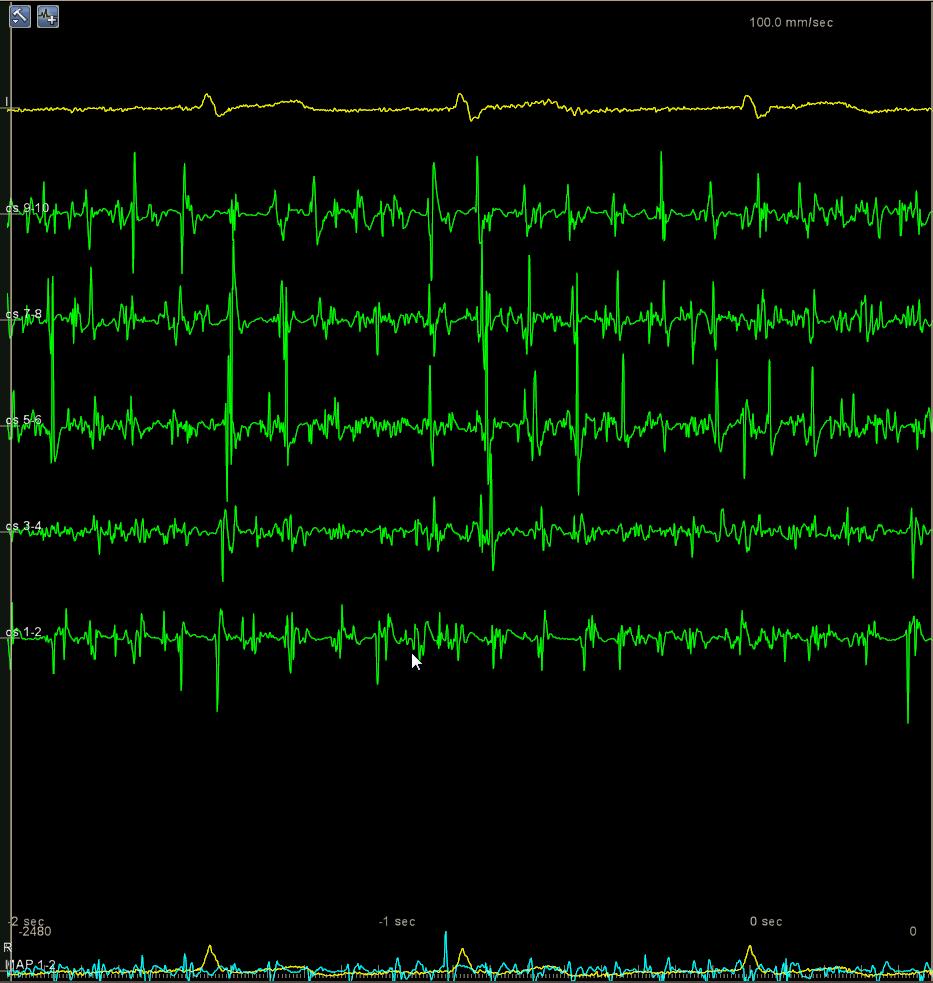 100.0 mm/sec
I
cs 9-10
cs 7-8
cs 5-6
cs 3-4
cs 1-2
-2 sec
-1 sec
0 sec
-2480
0
R
MAP 1-2